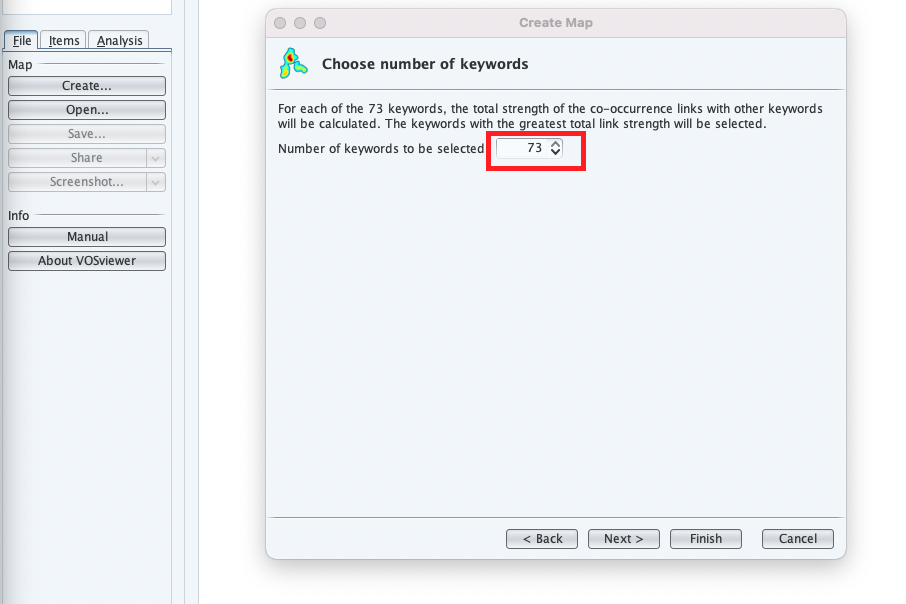 File Items Analysis
Map
Create...
Open...
Save...
Share
Screenshot...
Info
Manual
About VOSviewer
Create Map
Choose number of keywords
For each of the 73 keywords, the total strength of the co-occurrence links with other keywords
will be calculated. The keywords with the greatest total link strength will be selected.
Number of keywords to be selected 73
< Back Next > Finish Cancel